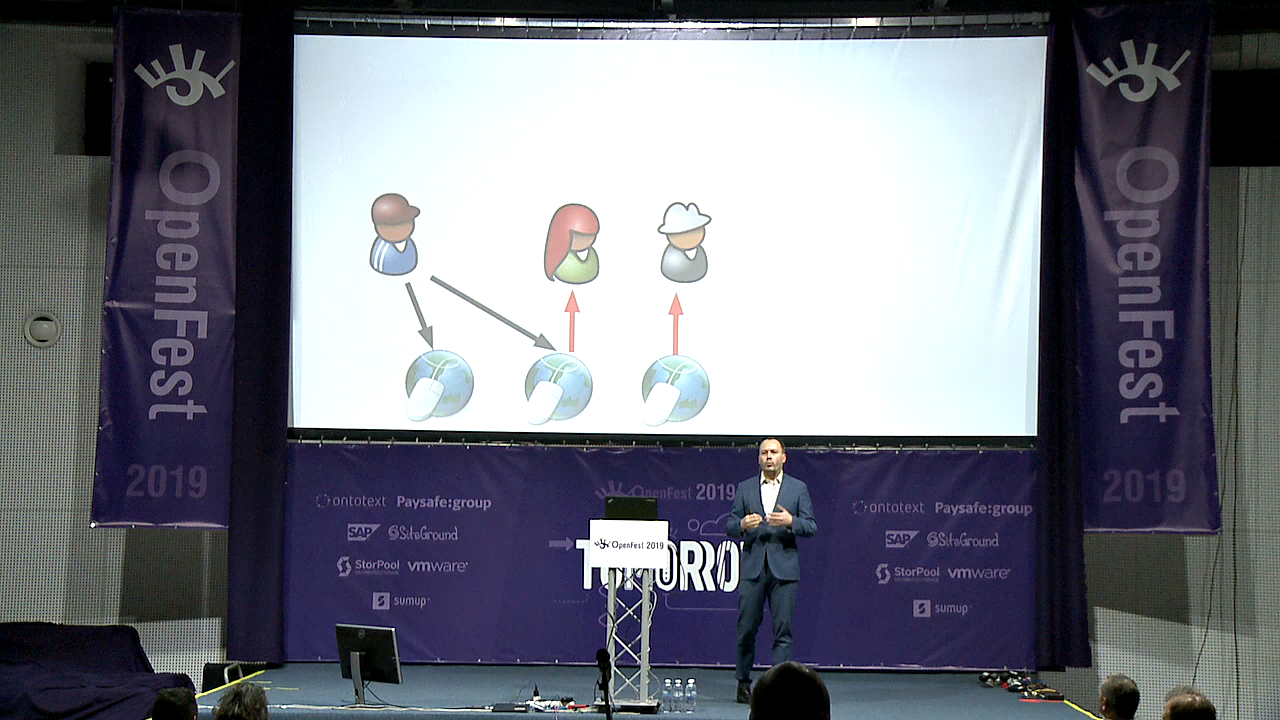 OpenFest
2019
OpenFest
2019
OpenFest 2019
ontotext Paysafe:group
SAP SiteGround
StorPool vmware
sumup
OpenFest 2019
ontotext Paysafe:group
SAP SiteGround
StorPool vmware
sumup